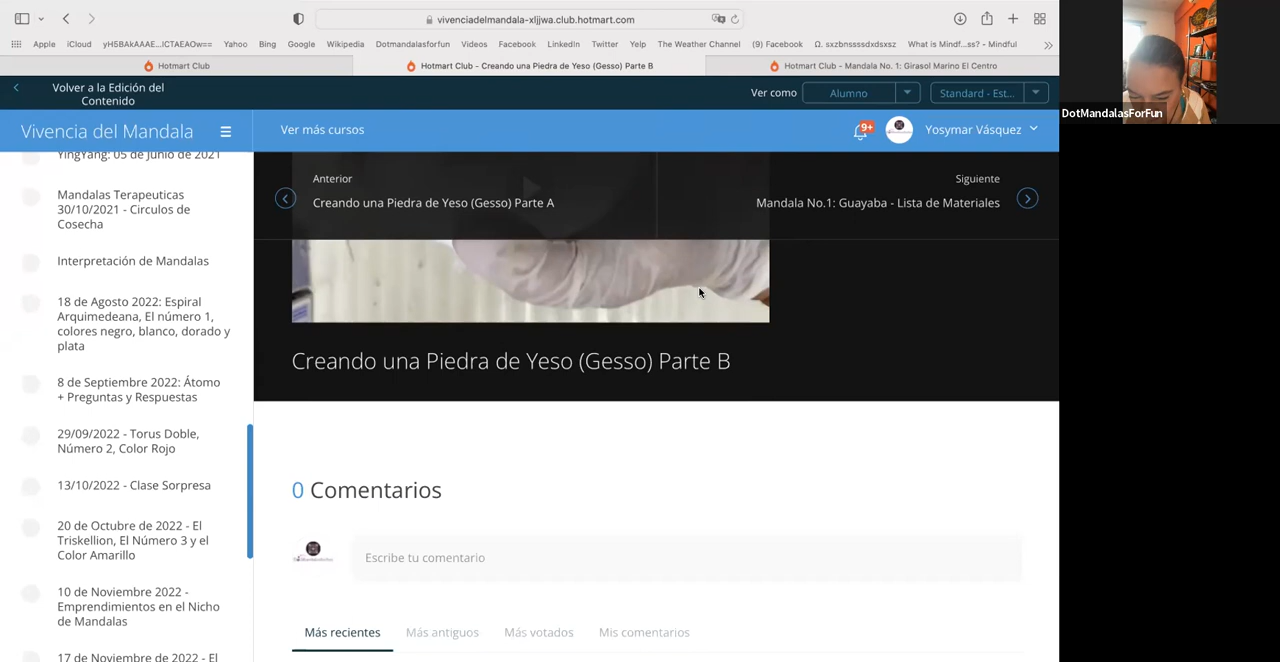 vivenciadelmandala-xljjwa.club.hotmart.com
Apple iCloud yH5BAkAAAE...ICTAEAOw== Yahoo Bing Google Wikipedia Dotmandalasforfun Videos Facebook LinkedIn Twitter Yelp The Weather Channel (9) Facebook Ω. sxzbnsssdxdsxsz What is Mindf...ss? - Mindful
Hotmart Club
Hotmart Club - Creando una Piedra de Yeso (Gesso) Parte B
Hotmart Club - Mandala No. 1: Girasol Marino El Centro
DotMandalasForFun
Volver a la Edición del
Contenido
Ver como
Alumno
Standard - Est...
Vivencia del Mandala
Ver más cursos
9+
Yosymar Vásquez
YingYang: 05 de Junio de 2021
Mandalas Terapeuticas
30/10/2021 - Circulos de
Cosecha
Interpretación de Mandalas
18 de Agosto 2022: Espiral
Arquimedeana, El número 1,
colores negro, blanco, dorado y
plata
8 de Septiembre 2022: Átomo
+ Preguntas y Respuestas
29/09/2022 - Torus Doble,
Número 2, Color Rojo
13/10/2022 - Clase Sorpresa
20 de Octubre de 2022 - El
Triskellion, El Número 3 y el
Color Amarillo
10 de Noviembre 2022 -
Emprendimientos en el Nicho
de Mandalas
17 de Noviembre de 2022 - El
Anterior
Creando una Piedra de Yeso (Gesso) Parte A
Siguiente
Mandala No.1: Guayaba - Lista de Materiales
Creando una Piedra de Yeso (Gesso) Parte B
0 Comentarios
Escribe tu comentario
Más recientes
Más antiguos
Más votados
Mis comentarios